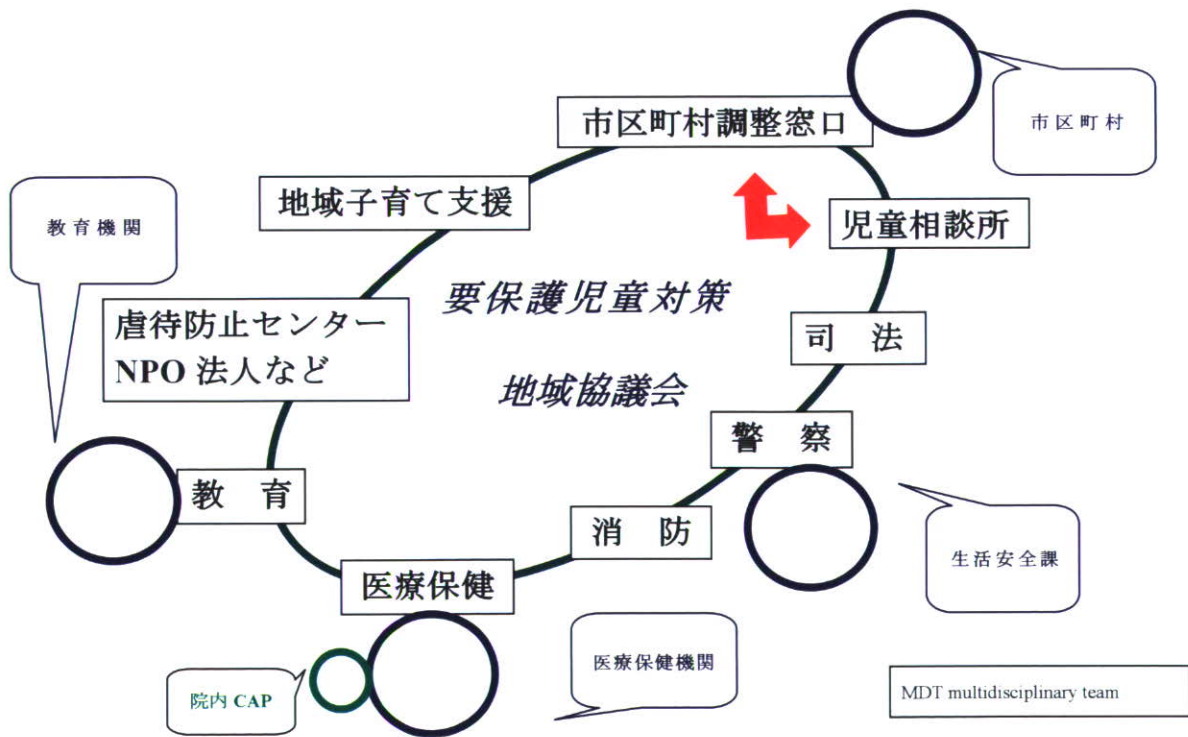 市区町村調整窓口
市区町村
地域子育て支援
教育機関
児童相談所
要保護児童対策
虐待防止センター
NPO 法人など
司 法
地域協議会
警 察
教 育
消 防
生活安全課
医療保健
医療保健機関
院内 CAP
MDT multidisciplinary team